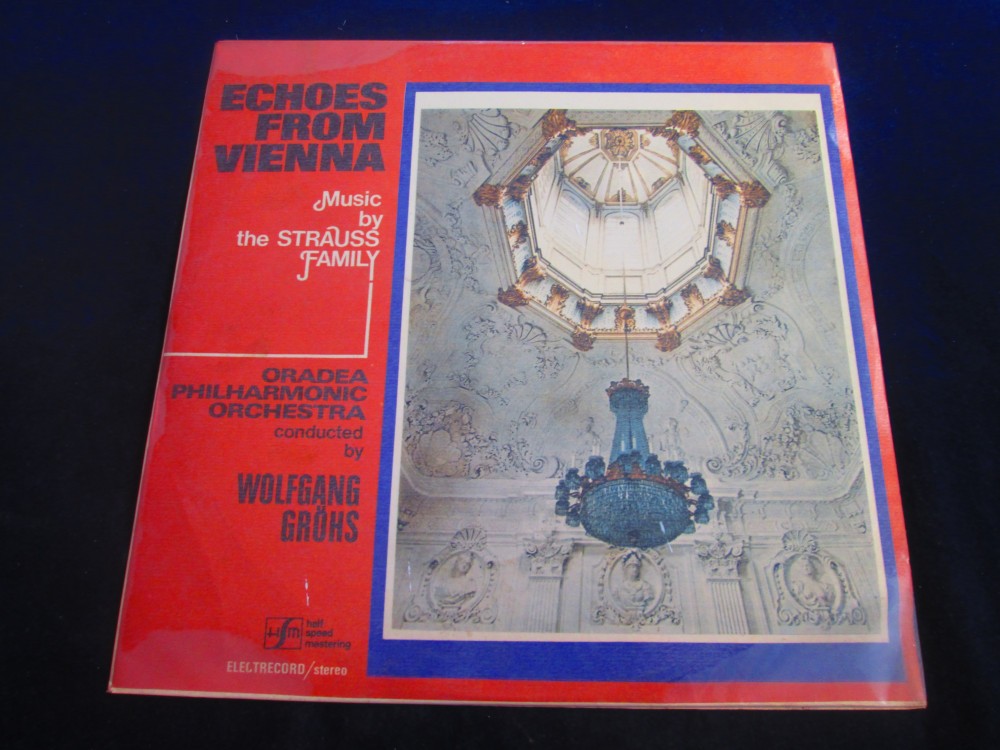 ECHOES
FROM
VIENNA
Music
by
the STRAUSS
FAMILY
ORADEA
PHILHARMONIC
ORCHESTRA
conducted
by
WOLFGANG
GRÖHS
HSM
half
speed
mastering
ELECTRECORD/stereo